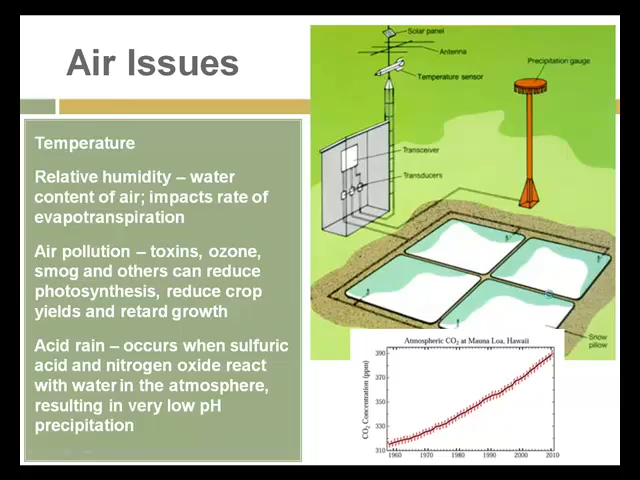 Air Issues
Temperature
Relative humidity – water
content of air; impacts rate of
evapotranspiration
Air pollution – toxins, ozone,
smog and others can reduce
photosynthesis, reduce crop
yields and retard growth
Acid rain – occurs when sulfuric
acid and nitrogen oxide react
with water in the atmosphere,
resulting in very low pH
precipitation
Solar panel
Antenna
Temperature sensor
Precipitation gauge
Transceiver
Transducers
Snow
pillow
Atmospheric CO2 at Mauna Loa, Hawaii
CO2 Concentration (ppm)
390
370
350
330
310
1960 1970 1980 1990 2000 2010